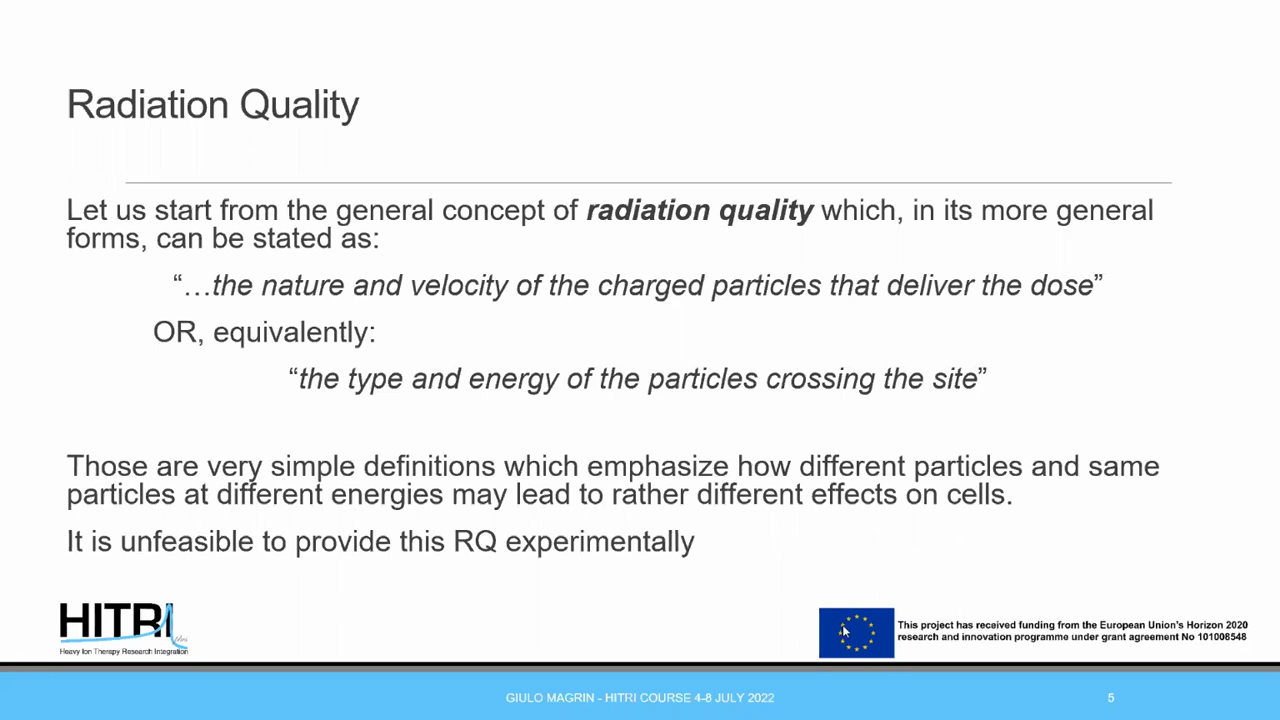 Radiation Quality
Let us start from the general concept of radiation quality which, in its more general
forms, can be stated as:
“…the nature and velocity of the charged particles that deliver the dose”
OR, equivalently:
“the type and energy of the particles crossing the site”
Those are very simple definitions which emphasize how different particles and same
particles at different energies may lead to rather different effects on cells.
It is unfeasible to provide this RQ experimentally
HITRI
plus
Heavy Ion Therapy Research Integration
This project has received funding from the European Union's Horizon 2020
research and innovation programme under grant agreement No 101008548
GIULO MAGRIN - HITRI COURSE 4-8 JULY 2022
5